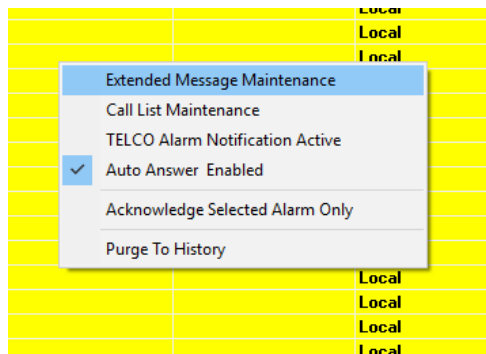 Local
Local
Local
Extended Message Maintenance
Call List Maintenance
TELCO Alarm Notification Active
Auto Answer  Enabled
Acknowledge Selected Alarm Only
Purge To History
Local
Local
Local
Local